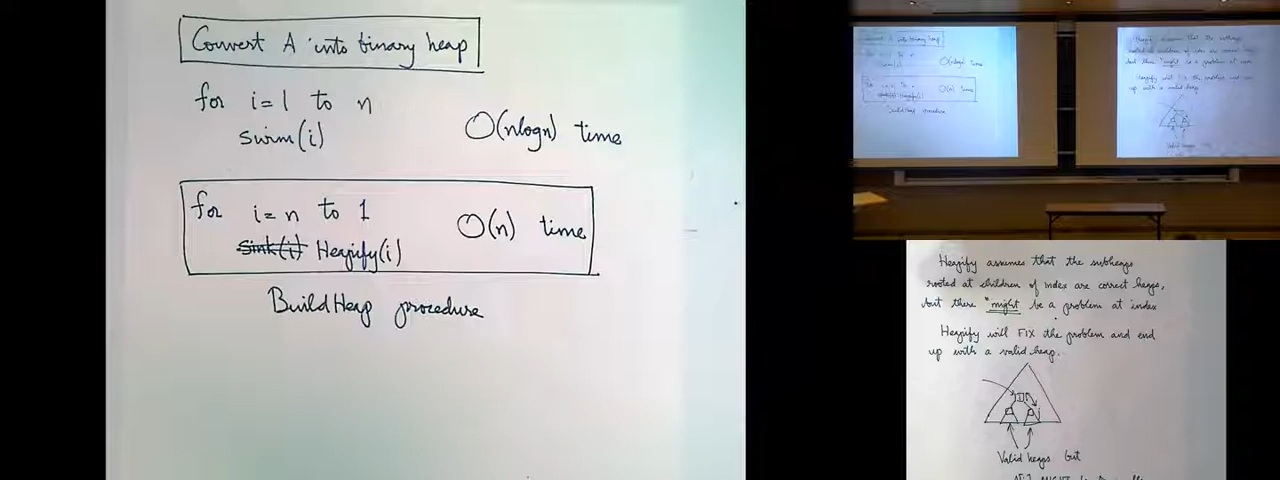 Convert A into binary heap
for i=1 to n
swim(i)
O(nlogn) time
for i=n to 1
O(n) time
Sink(i) Heapify(i)
BuildHeap procedure
Heapify assumes that the subheaps
rooted at children of index are correct heaps,
but there "might be a problem at index
Heapify will FIX the problem and end
up with a valid heap.
j
Valid heaps but